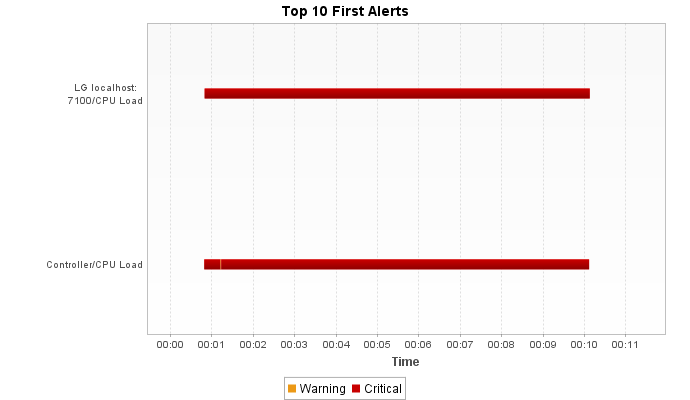 Top 10 First Alerts
LG localhost:
7100/CPU Load
Controller/CPU Load
00:00 00:01 00:02 00:03 00:04 00:05 00:06 00:07 00:08 00:09 00:10 00:11
Time
Warning Critical